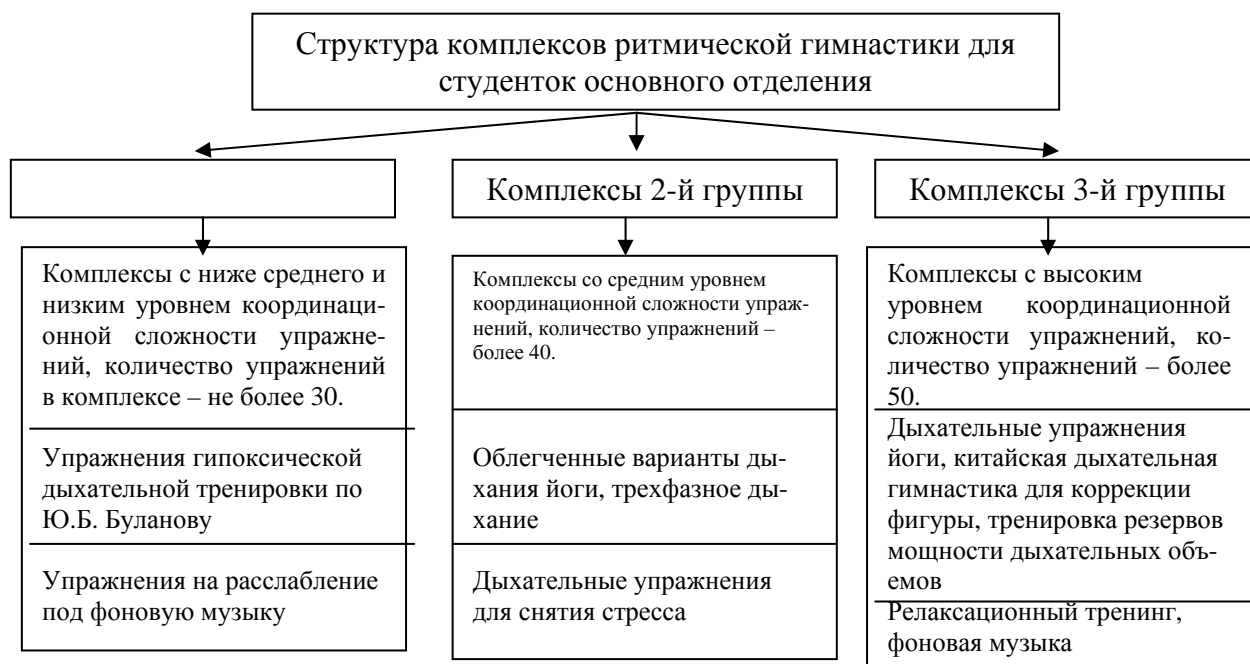 Структура комплексов ритмической гимнастики для
студенток основного отделения
Комплексы 2-й группы
Комплексы 3-й группы
Комплексы с ниже среднего и
низким уровнем координаци-
онной сложности упражне-
ний, количество упражнений
в комплексе – не более 30.
Упражнения гипоксической
дыхательной тренировки по
Ю.Б. Буланову
Упражнения на расслабление
под фоновую музыку
Комплексы со средним уровнем
координационной сложности упраж-
нений, количество упражнений –
более 40.
Облегченные варианты ды-
хания йоги, трехфазное ды-
хание
Дыхательные упражнения
для снятия стресса
Комплексы с высоким
уровнем координационной
сложности упражнений, ко-
личество упражнений – более
50.
Дыхательные упражнения
йоги, китайская дыхательная
гимнастика для коррекции
фигуры, тренировка резервов
мощности дыхательных объ-
емов
Релаксационный тренинг,
фоновая музыка